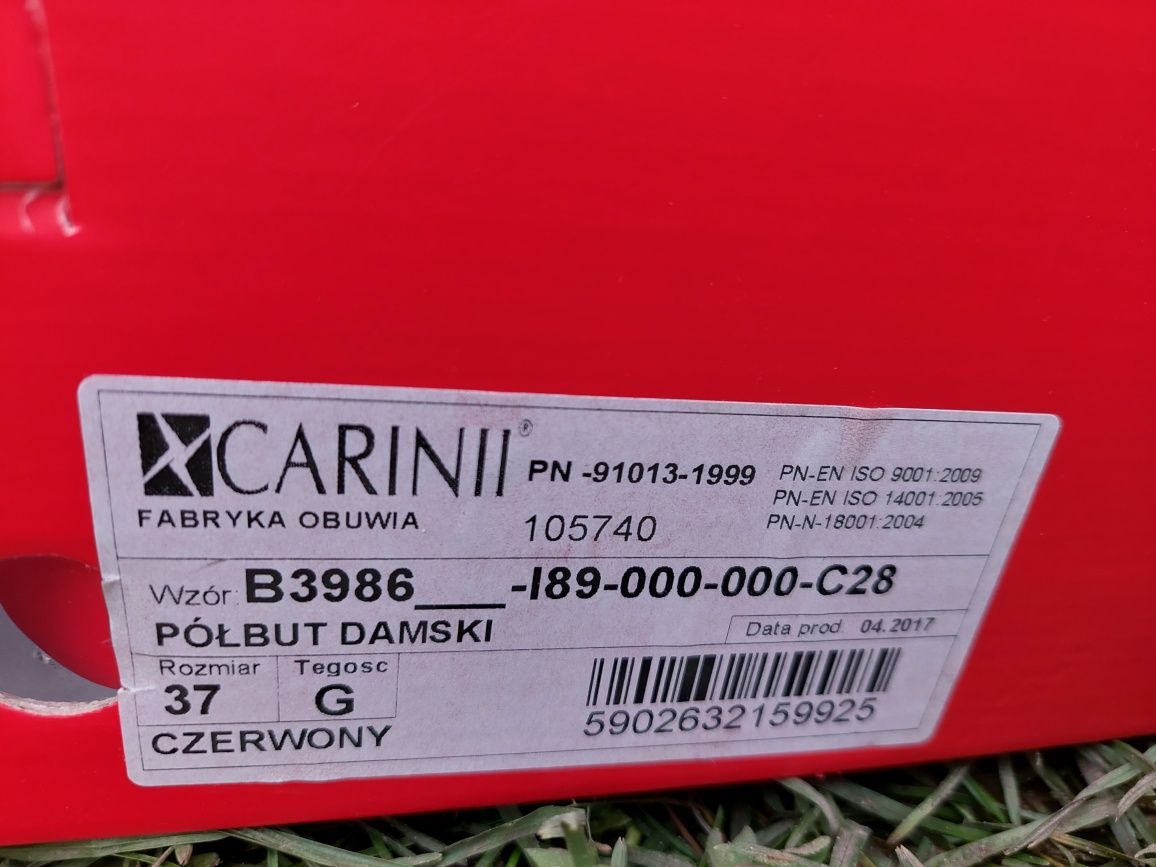 CARINII®
FABRYKA OBUWIA
PN -91013-1999
105740
PN-EN ISO 9001:2009
PN-EN ISO 14001:2005
PN-N-18001:2004
Wzór: B3986___-I89-000-000-C28
PÓŁBUT DAMSKI
Data prod 04.2017
Rozmiar Tegosc
37 G
5902632159925
CZERWONY